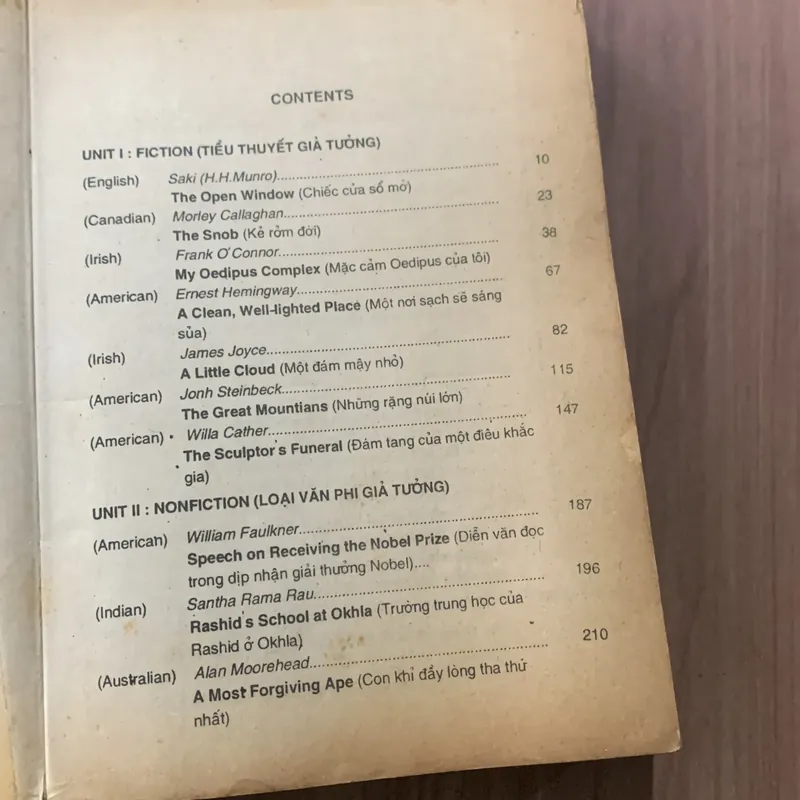 CONTENTS
UNIT I : FICTION (TIỂU THUYẾT GIẢ TƯỞNG)
(English) Saki (H.H.Munro)........................................ 10
The Open Window (Chiếc cửa sổ mở)
(Canadian) Morley Callaghan........................................ 23
The Snob (Kẻ rởm đời)
(Irish) Frank O'Connor........................................ 38
My Oedipus Complex (Mặc cảm Oedipus của tôi)
(American) Ernest Hemingway........................................ 67
A Clean, Well-lighted Place (Một nơi sạch sẽ sáng
sủa)
(Irish) James Joyce........................................ 82
A Little Cloud (Một đám mậy nhỏ)
(American) Jonh Steinbeck........................................ 115
The Great Mountians (Những rặng núi lớn)
(American) Willa Cather........................................ 147
The Sculptor's Funeral (Đám tang của một điêu khắc
gia)
UNIT II : NONFICTION (LOẠI VĂN PHI GIẢ TƯỞNG)
(American) William Faulkner........................................ 187
Speech on Receiving the Nobel Prize (Diễn văn đọc
trong dịp nhận giải thưởng Nobel)....
(Indian) Santha Rama Rau........................................ 196
Rashid's School at Okhla (Trường trung học của
Rashid ở Okhla)
(Australian) Alan Moorehead........................................ 210
A Most Forgiving Ape (Con khỉ đầy lòng tha thứ
nhất)